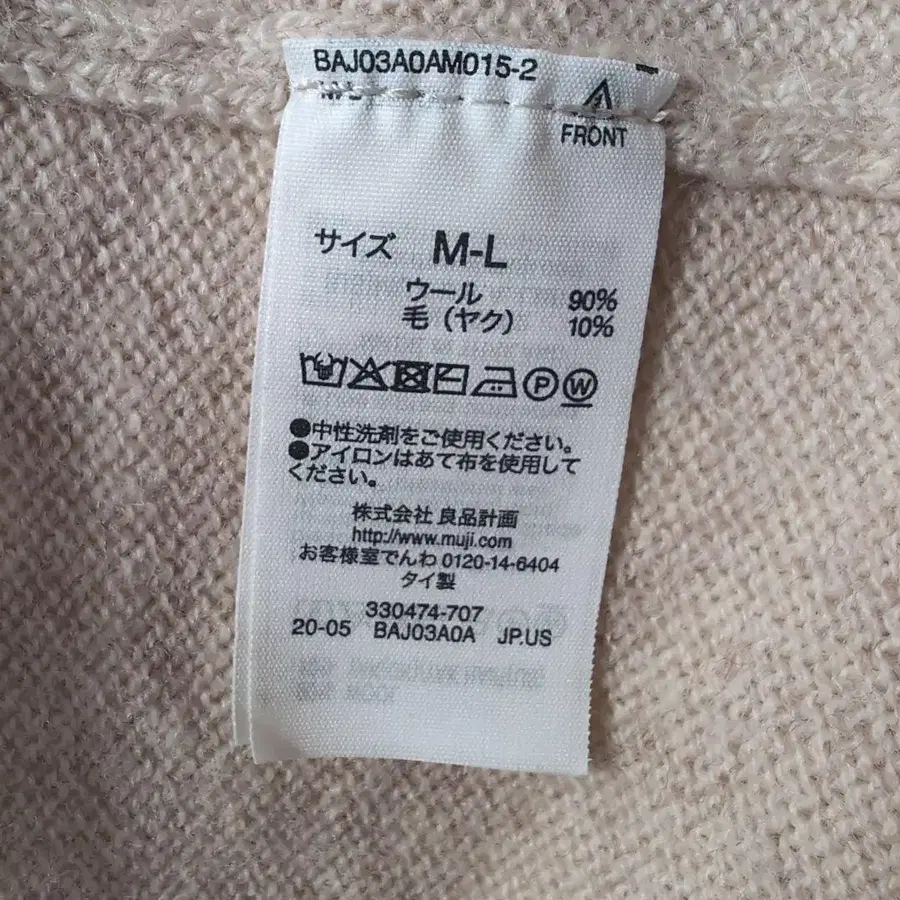 BAJ03A0AM015-2
FRONT
サイズ M-L
ウール 90%
毛（ヤク） 10%
P W
●中性洗剤をご使用ください。
●アイロンはあて布を使用して
ください。
株式会社 良品計画
http://www.muji.com
お客様室でんわ 0120-14-6404
タイ製
330474-707
20-05 BAJ03A0A JP.US